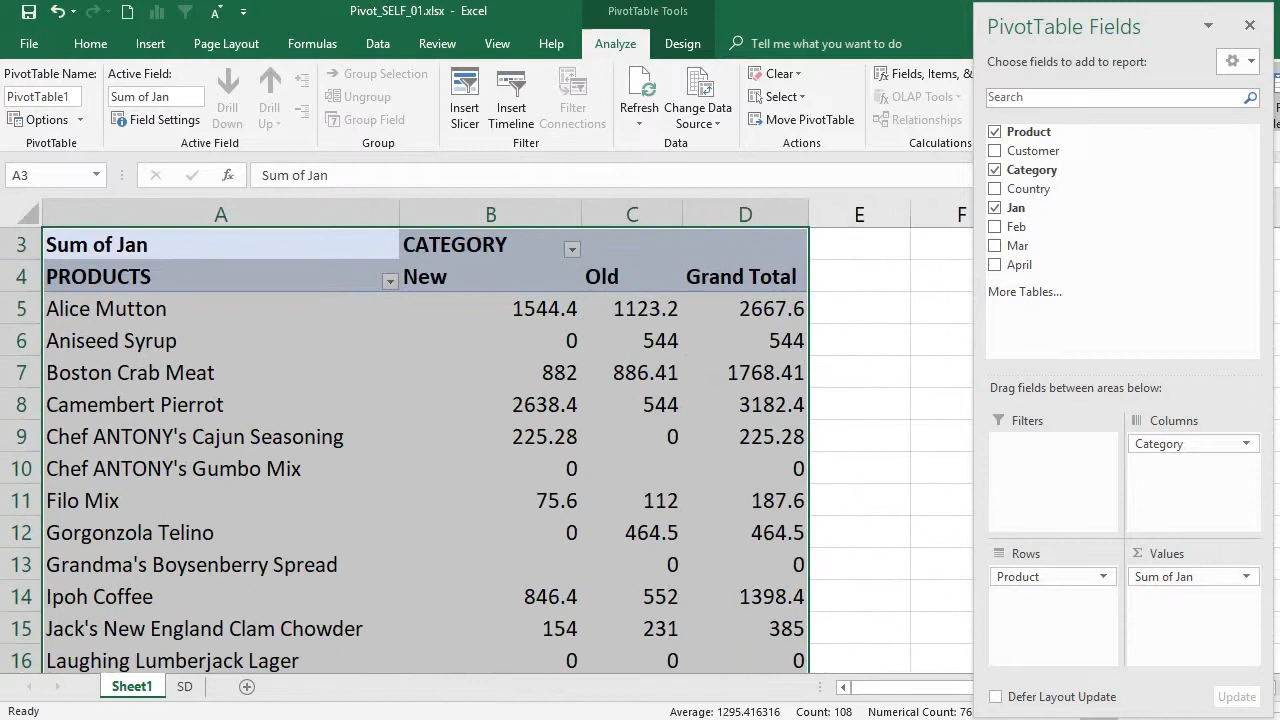 Pivot_SELF_01.xlsx - Excel
PivotTable Tools
File Home Insert Page Layout Formulas Data Review View Help Analyze Design Tell me what you want to do
PivotTable Name:
PivotTable1
Options
PivotTable
Active Field:
Sum of Jan
Field Settings
Drill
Down
Drill
Up
Active Field
Group Selection
Ungroup
Group Field
Group
Insert
Slicer
Insert
Timeline
Filter
Connections
Filter
Refresh
Change Data
Source
Data
Clear
Select
Move PivotTable
Actions
Fields, Items, &
OLAP Tools
Relationships
Calculations
A3
fx
Sum of Jan
A B C D E F
3 Sum of Jan CATEGORY
4 PRODUCTS New Old Grand Total
5 Alice Mutton 1544.4 1123.2 2667.6
6 Aniseed Syrup 0 544 544
7 Boston Crab Meat 882 886.41 1768.41
8 Camembert Pierrot 2638.4 544 3182.4
9 Chef ANTONY's Cajun Seasoning 225.28 0 225.28
10 Chef ANTONY's Gumbo Mix 0 0
11 Filo Mix 75.6 112 187.6
12 Gorgonzola Telino 0 464.5 464.5
13 Grandma's Boysenberry Spread 0 0
14 Ipoh Coffee 846.4 552 1398.4
15 Jack's New England Clam Chowder 154 231 385
16 Laughing Lumberjack Lager 0 0 0
Sheet1 SD
Ready
Average: 1295.416316 Count: 108 Numerical Count: 76
PivotTable Fields
Choose fields to add to report:
Search
Product
Customer
Category
Country
Jan
Feb
Mar
April
More Tables...
Drag fields between areas below:
Filters
Columns
Category
Rows
Product
Values
Sum of Jan
Defer Layout Update
Update